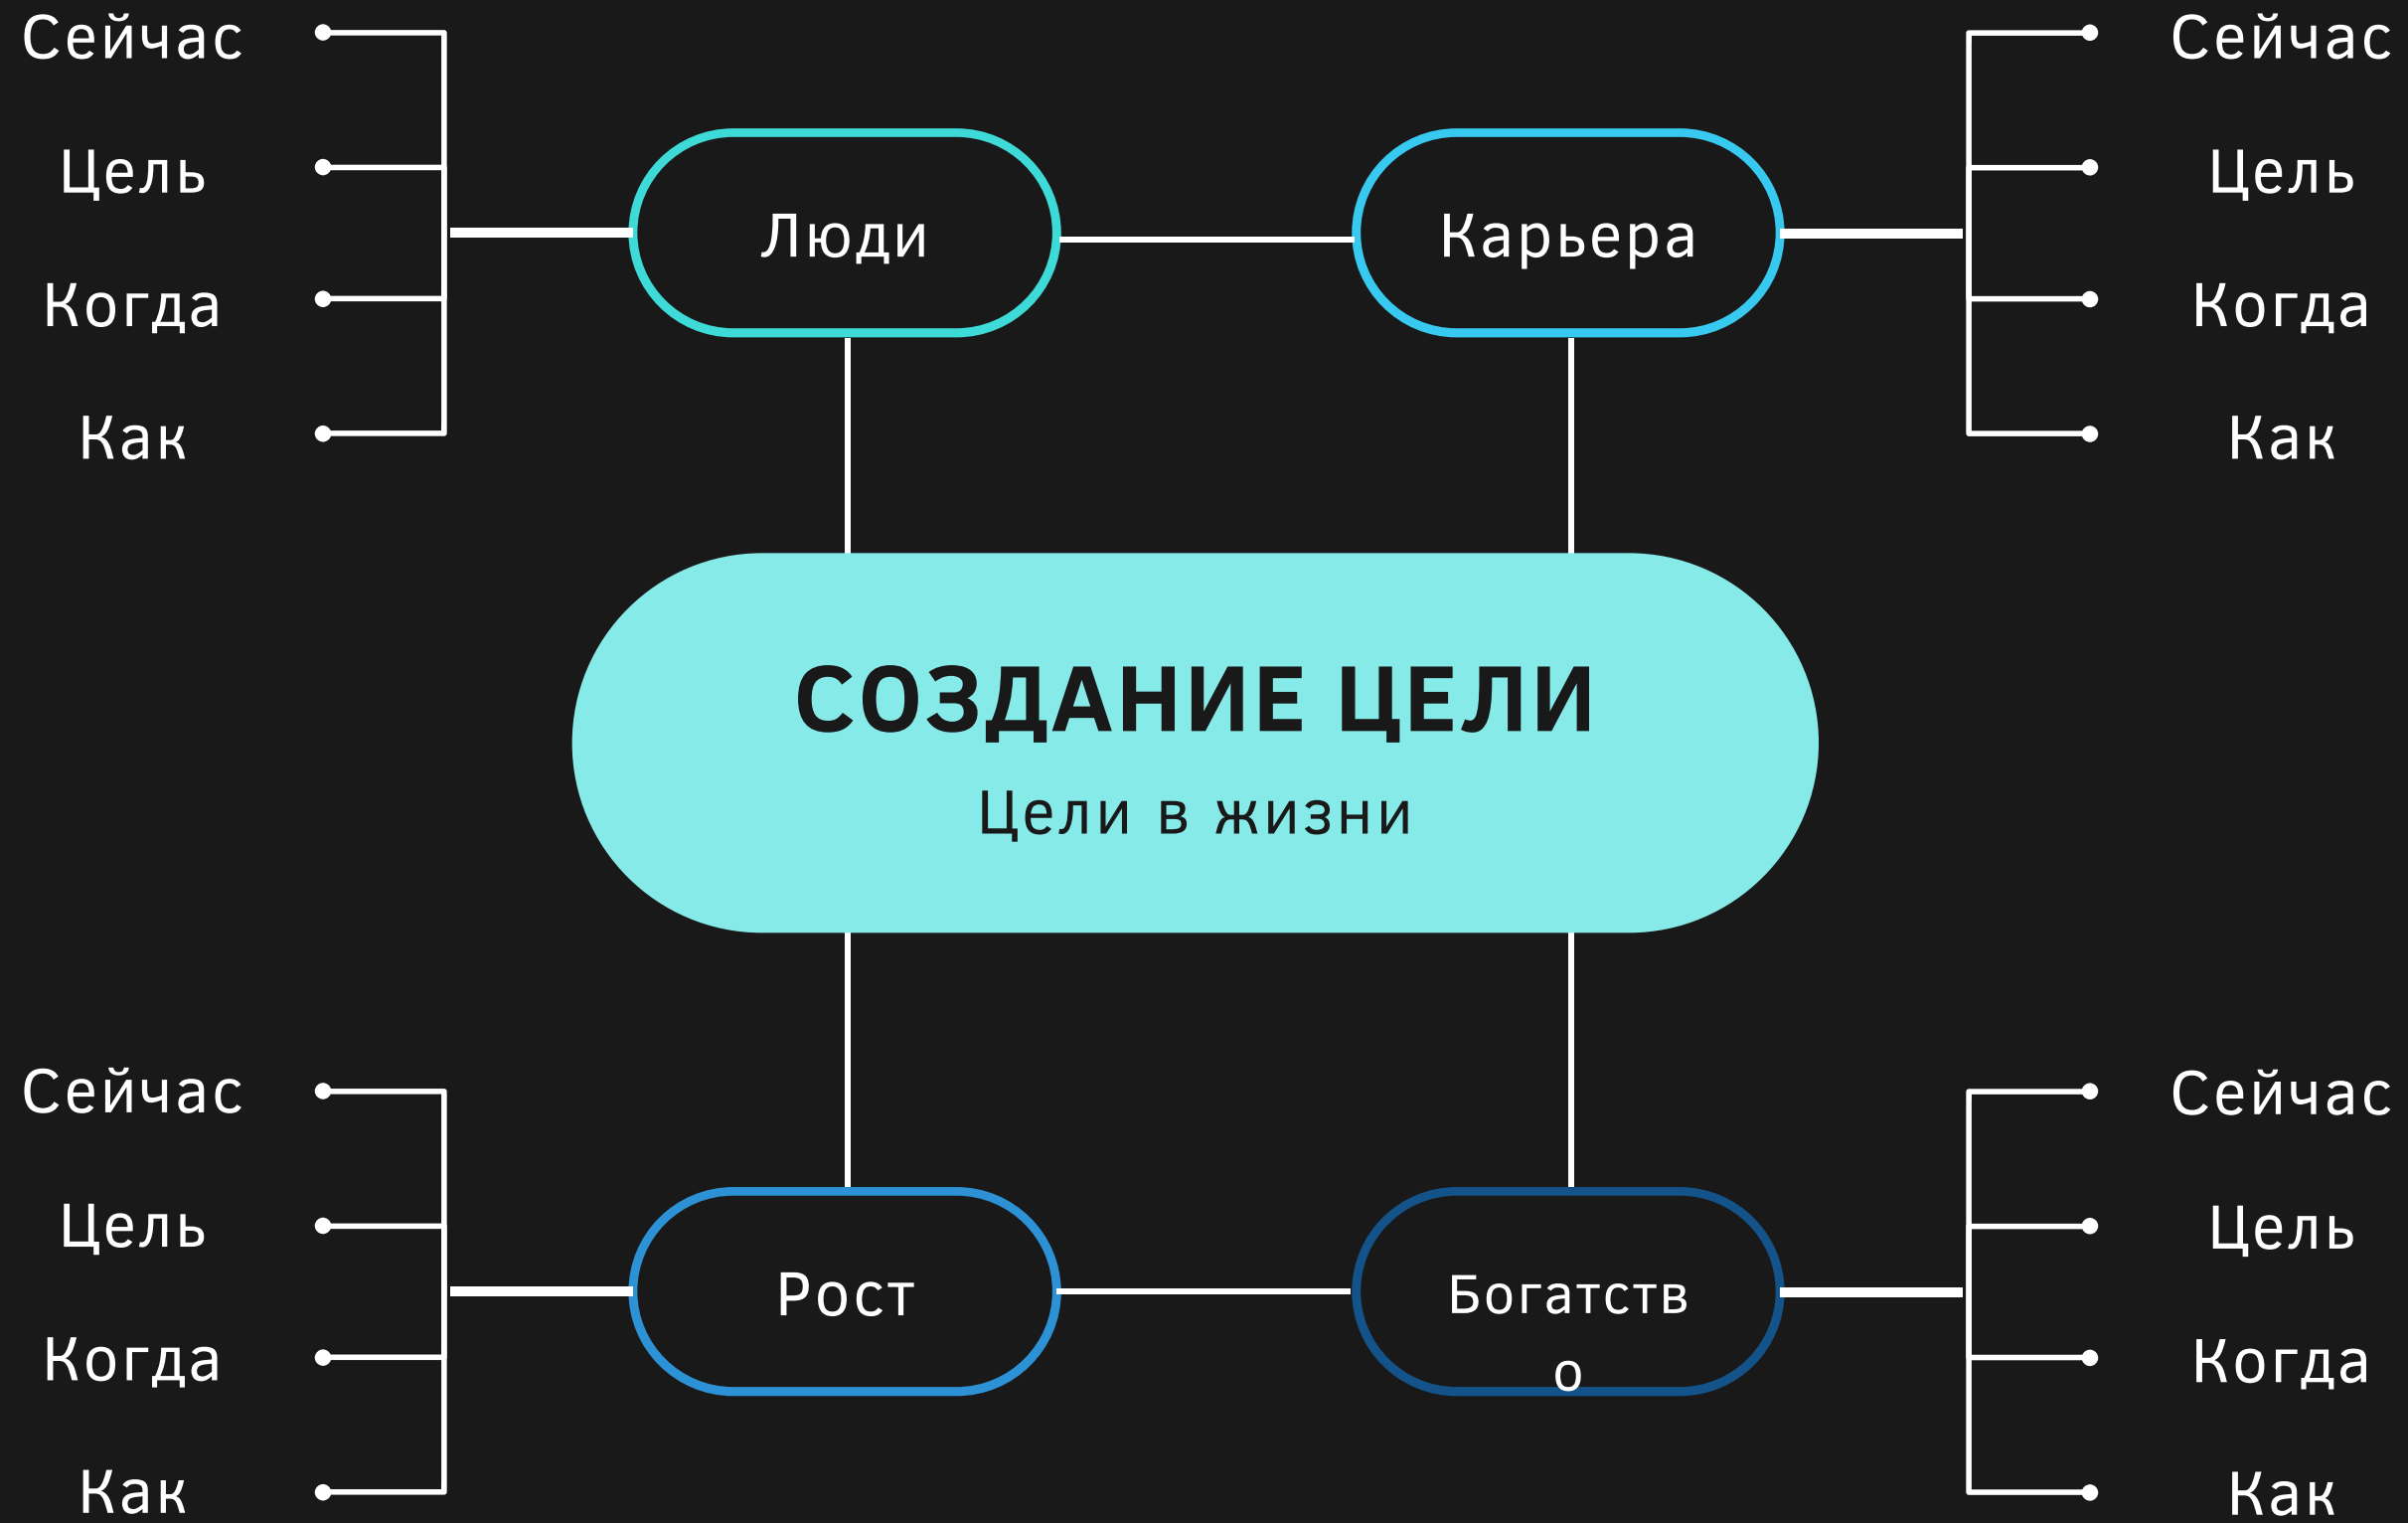 Сейчас
Цель
Когда
Как
Люди
Карьера
Сейчас
Цель
Когда
Как
СОЗДАНИЕ ЦЕЛИ
Цели в жизни
Сейчас
Цель
Когда
Как
Рост
Богатств
о
Сейчас
Цель
Когда
Как